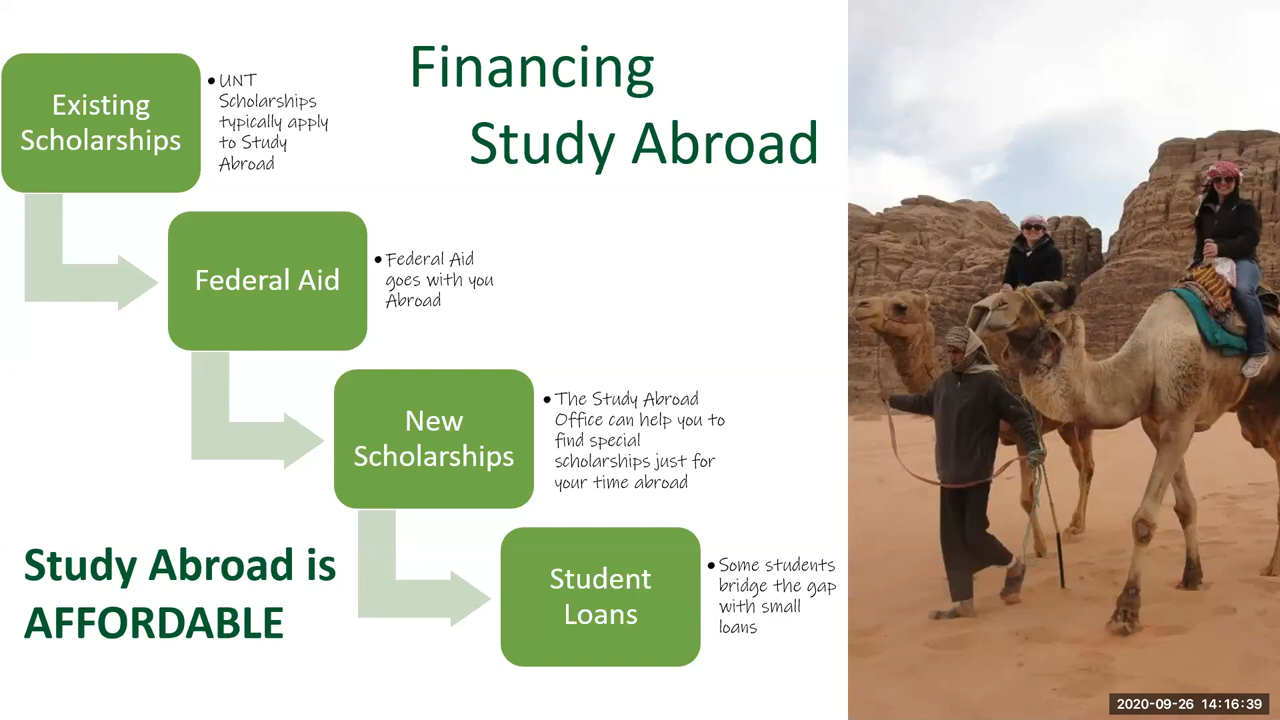 Financing
Study Abroad
Existing
Scholarships
• UNT
Scholarships
typically apply
to Study
Abroad
Federal Aid
• Federal Aid
goes with you
Abroad
New
Scholarships
• The Study Abroad
Office can help you to
find special
scholarships just for
your time abroad
Student
Loans
• Some students
bridge the gap
with small
loans
Study Abroad is
AFFORDABLE
2020-09-26 14:16:39